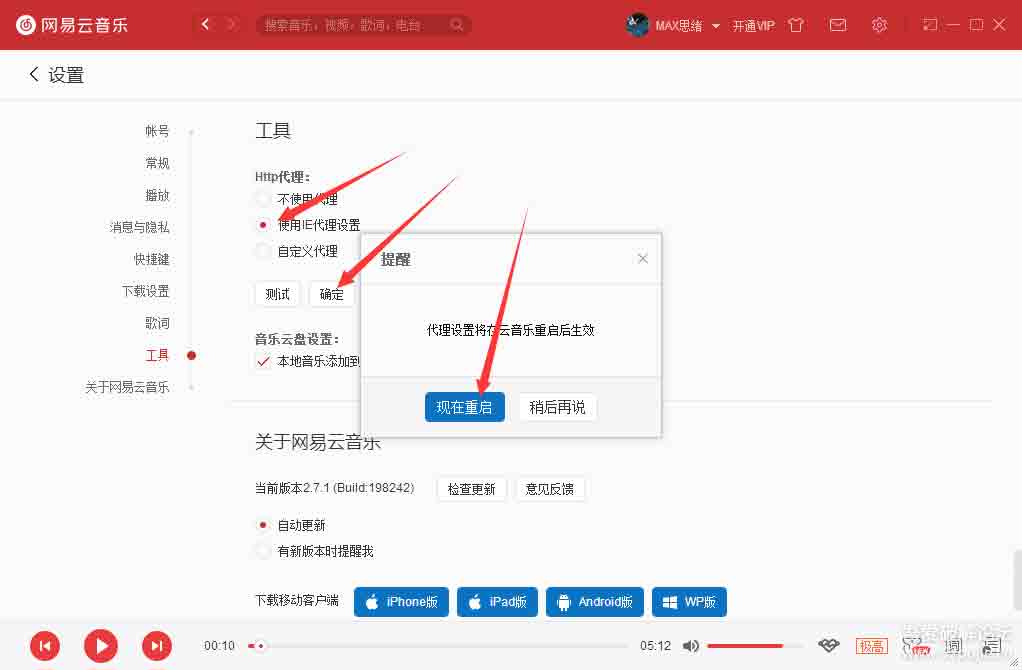 网易云音乐
搜索音乐，视频，歌词，电台
MAX思绪
开通VIP
设置
帐号
常规
播放
消息与隐私
快捷键
下载设置
歌词
工具
关于网易云音乐
工具
Http代理：
不使用代理
使用IE代理设置
自定义代理
测试
确定
音乐云盘设置：
本地音乐添加到
提醒
代理设置将在云音乐重启后生效
现在重启
稍后再说
关于网易云音乐
当前版本2.7.1 (Build:198242)
检查更新
意见反馈
自动更新
有新版本时提醒我
下载移动客户端
iPhone版
iPad版
Android版
WP版
00:10
05:12
极高
词